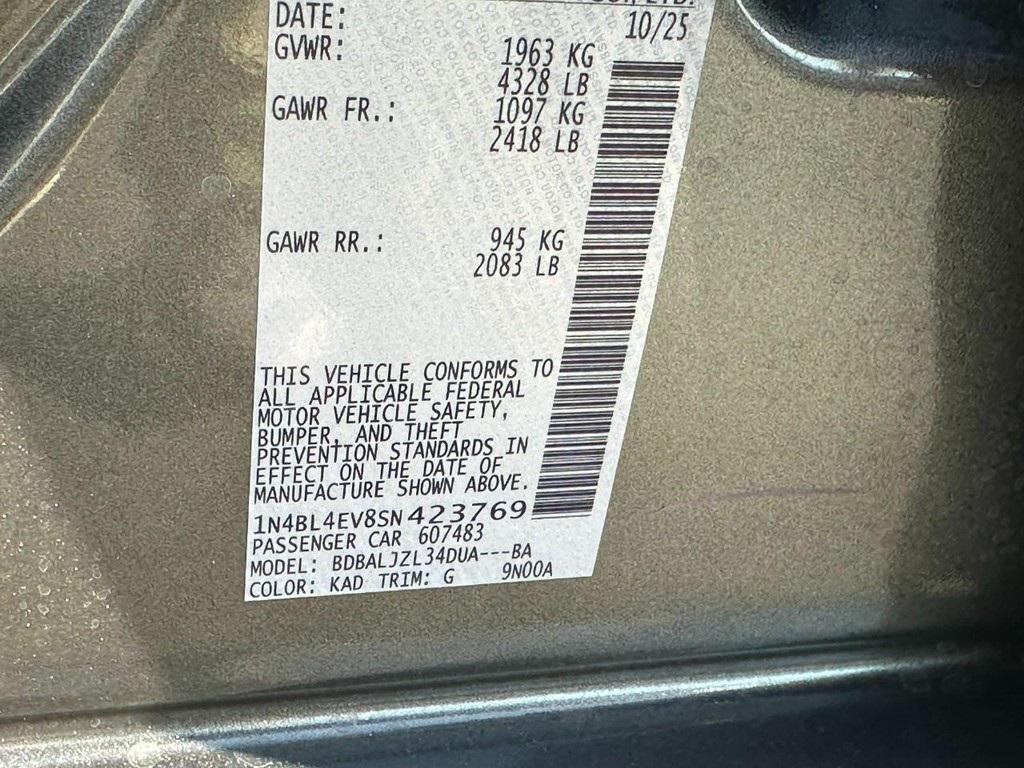 DATE: 10/25
GVWR: 1963 KG
4328 LB
GAWR FR.: 1097 KG
2418 LB
GAWR RR.: 945 KG
2083 LB
THIS VEHICLE CONFORMS TO
ALL APPLICABLE FEDERAL
MOTOR VEHICLE SAFETY,
BUMPER, AND THEFT
PREVENTION STANDARDS IN
EFFECT ON THE DATE OF
MANUFACTURE SHOWN ABOVE.
1N4BL4EV8SN423769
PASSENGER CAR 607483
MODEL: BDBALJZL34DUA---BA
COLOR: KAD TRIM: G 9N00A